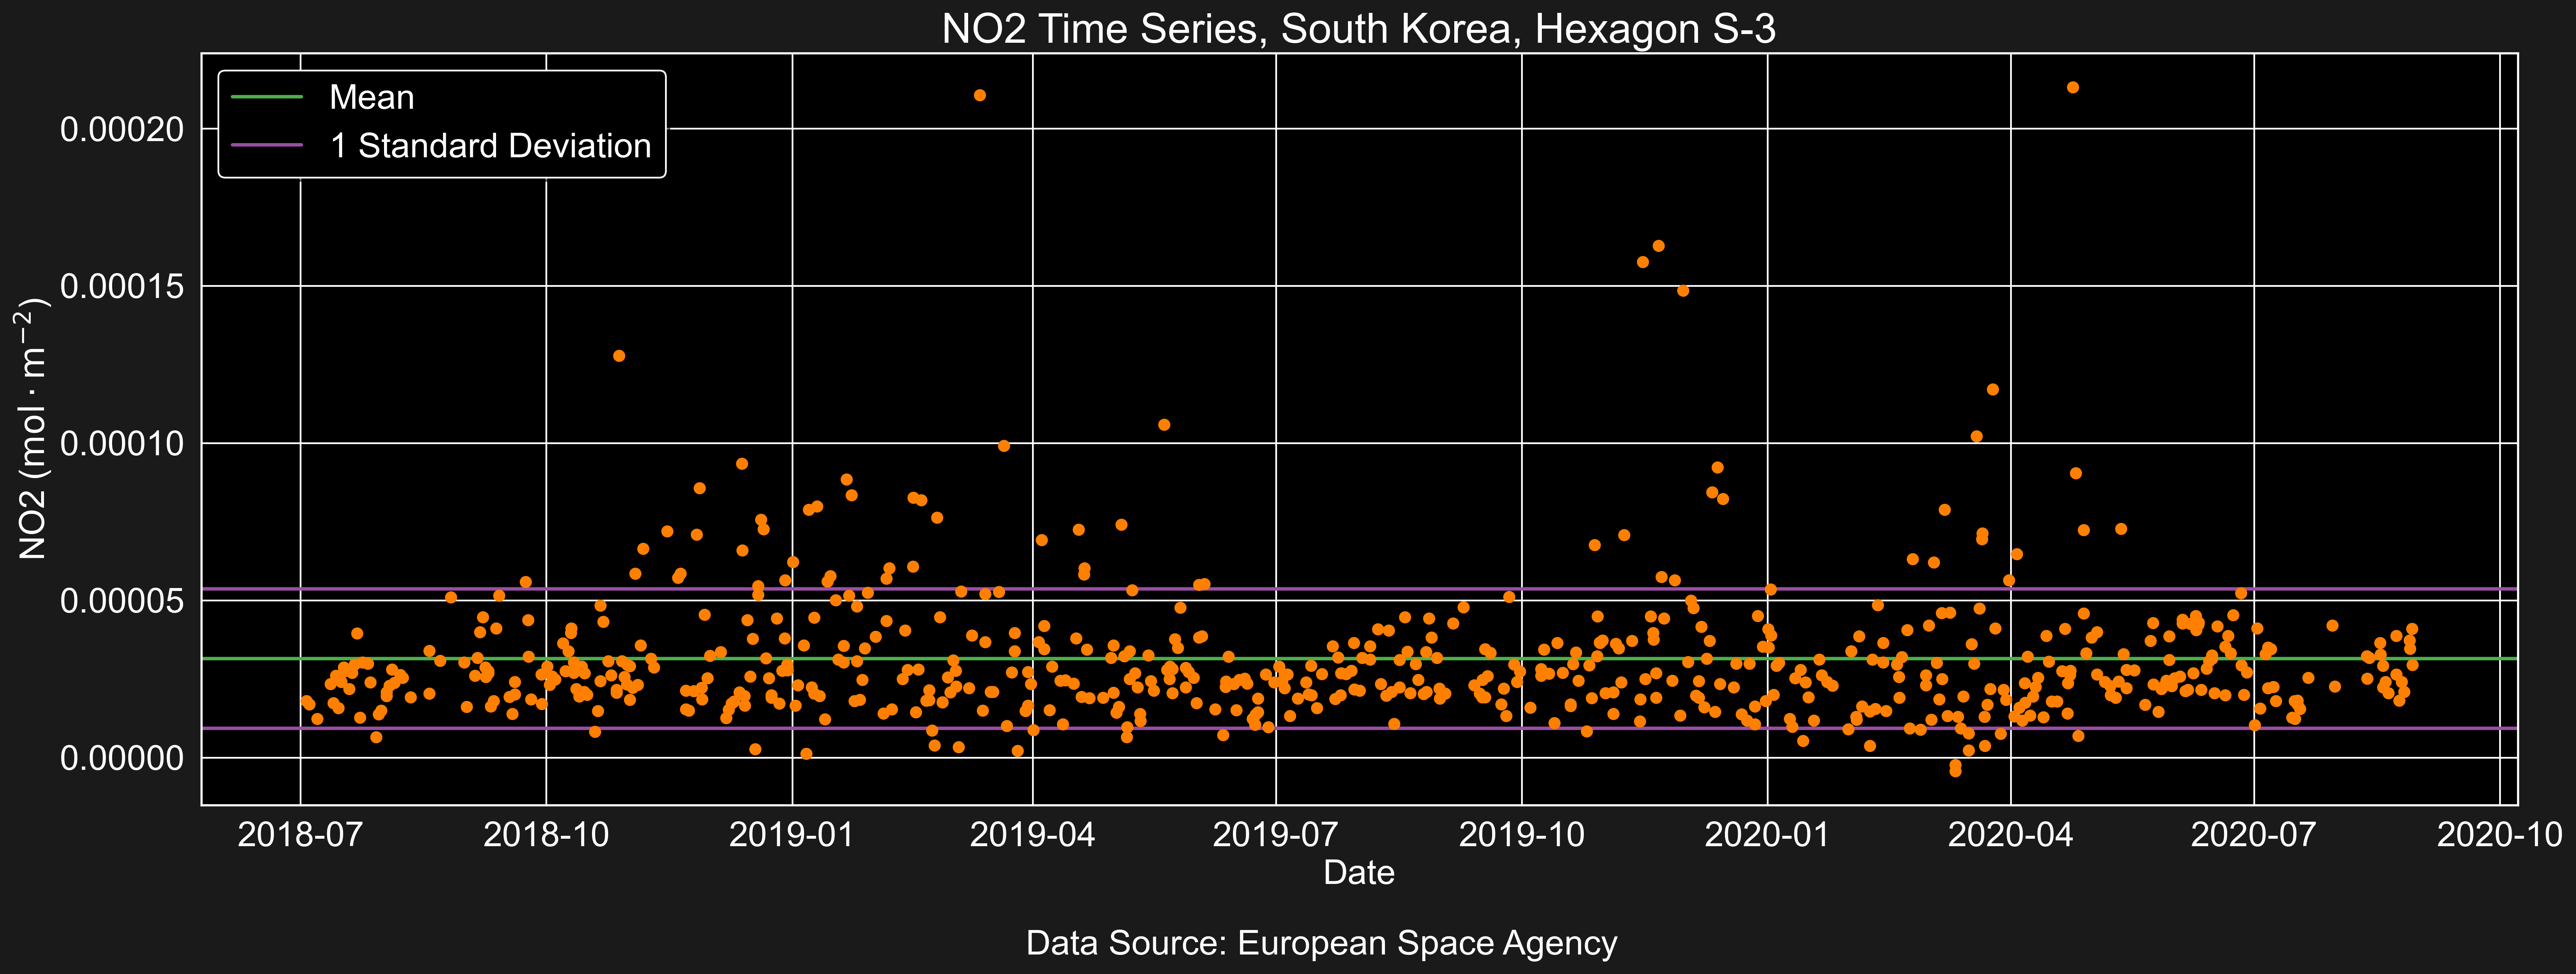 NO2 Time Series, South Korea, Hexagon S-3
Mean
1 Standard Deviation
NO2 (mol · m⁻²)
0.00020
0.00015
0.00010
0.00005
0.00000
2018-07 2018-10 2019-01 2019-04 2019-07 2019-10 2020-01 2020-04 2020-07 2020-10
Date
Data Source: European Space Agency